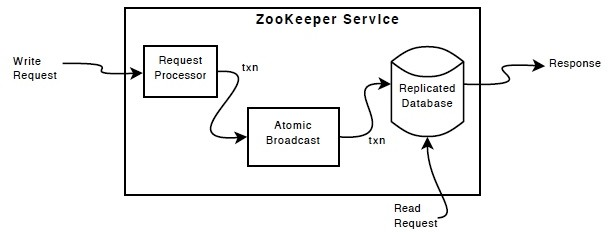 ZooKeeper Service
Write
Request
Request
Processor
txn
Atomic
Broadcast
txn
Replicated
Database
Response
Read
Request